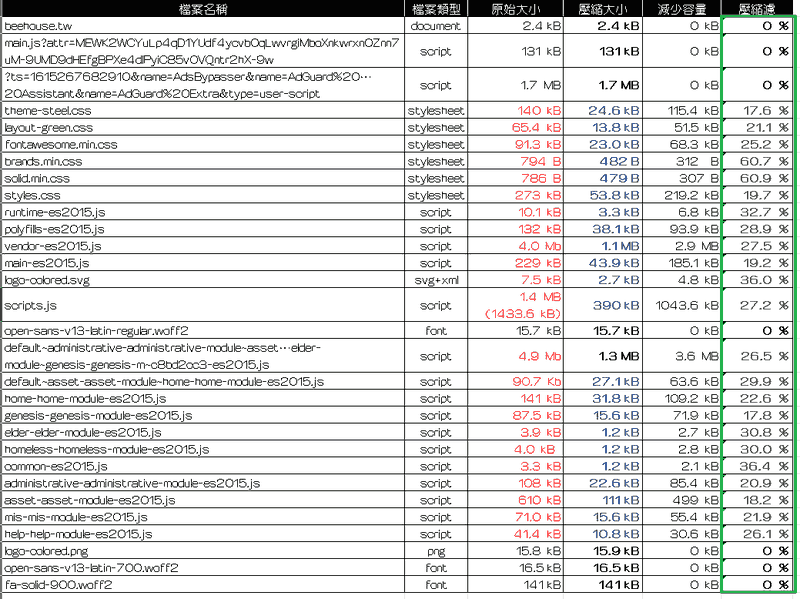 檔案名稱 檔案類型 原始大小 壓縮大小 減少容量 壓縮濾
beehouse.tw document 2.4 kB 2.4 kB 0 kB 0 %
main.js?attr=MEWK2WCYuLp4qD1YUdf4ycvbOqLwvrgiMboXnkwrxnOZnn7
uM-9UMD9dHEfgBPXe4dIPyiC85vOVQntr2hX-9w script 131 kB 131 kB 0 kB 0 %
?ts=1615267682910&name=AdsBypasser&name=AdGuard%20…
20Assistant&name=AdGuard%20Extra&type=user-script script 1.7 MB 1.7 MB 0 kB 0 %
theme-steel.css stylesheet 140 kB 24.6 kB 115.4 kB 17.6 %
layout-green.css stylesheet 65.4 kB 13.8 kB 51.5 kB 21.1 %
fontawesome.min.css stylesheet 91.3 kB 23.0 kB 68.3 kB 25.2 %
brands.min.css stylesheet 794 B 482 B 312 B 60.7 %
solid.min.css stylesheet 786 B 479 B 307 B 60.9 %
styles.css stylesheet 273 kB 53.8 kB 219.2 kB 19.7 %
runtime-es2015.js script 10.1 kB 3.3 kB 6.8 kB 32.7 %
polyfills-es2015.js script 132 kB 38.1 kB 93.9 kB 28.9 %
vendor-es2015.js script 4.0 Mb 1.1 MB 2.9 MB 27.5 %
main-es2015.js script 229 kB 43.9 kB 185.1 kB 19.2 %
logo-colored.svg svg+xml 7.5 kB 2.7 kB 4.8 kB 36.0 %
scripts.js script 1.4 MB
(1433.6 kB) 390 kB 1043.6 kB 27.2 %
open-sans-v13-latin-regular.woff2 font 15.7 kB 15.7 kB 0 kB 0 %
default~administrative-administrative-module~asset…elder-
module-genesis-genesis-m~c8bd2cc3-es2015.js script 4.9 Mb 1.3 MB 3.6 MB 26.5 %
default~asset-asset-module~home-home-module-es2015.js script 90.7 Kb 27.1 kB 63.6 kB 29.9 %
home-home-module-es2015.js script 141 kB 31.8 kB 109.2 kB 22.6 %
genesis-genesis-module-es2015.js script 87.5 kB 15.6 kB 71.9 kB 17.8 %
elder-elder-module-es2015.js script 3.9 kB 1.2 kB 2.7 kB 30.8 %
homeless-homeless-module-es2015.js script 4.0 kB 1.2 kB 2.8 kB 30.0 %
common-es2015.js script 3.3 kB 1.2 kB 2.1 kB 36.4 %
administrative-administrative-module-es2015.js script 108 kB 22.6 kB 85.4 kB 20.9 %
asset-asset-module-es2015.js script 610 kB 111 kB 499 kB 18.2 %
mis-mis-module-es2015.js script 71.0 kB 15.6 kB 55.4 kB 21.9 %
help-help-module-es2015.js script 41.4 kB 10.8 kB 30.6 kB 26.1 %
logo-colored.png png 15.8 kB 15.9 kB 0 kB 0 %
open-sans-v13-latin-700.woff2 font 16.5 kB 16.5 kB 0 kB 0 %
fa-solid-900.woff2 font 141 kB 141 kB 0 kB 0 %